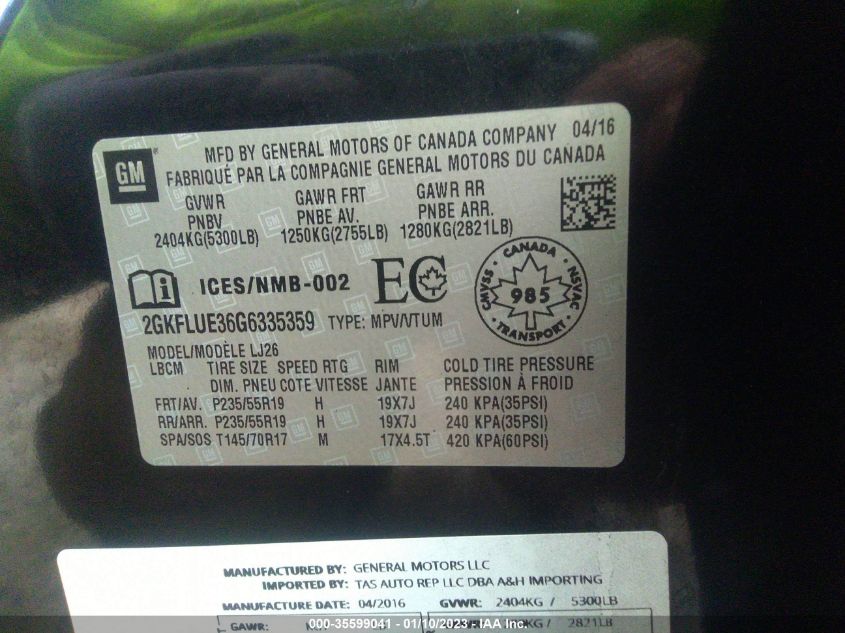 GM
MFD BY GENERAL MOTORS OF CANADA COMPANY 04/16
FABRIQUÉ PAR LA COMPAGNIE GENERAL MOTORS DU CANADA
GVWR GAWR FRT GAWR RR
PNBV PNBE AV. PNBE ARR.
2404KG(5300LB) 1250KG(2755LB) 1280KG(2821LB)
ICES/NMB-002 EC
CANADA
CMVSS 985 NSVAC
2GKFLUE36G6335359 TYPE: MPV/VTUM
MODEL/MODÈLE LJ26
LBCM TIRE SIZE SPEED RTG RIM COLD TIRE PRESSURE
DIM. PNEU COTE VITESSE JANTE PRESSION À FROID
FRT/AV. P235/55R19 H 19X7J 240 KPA(35PSI)
RR/ARR. P235/55R19 H 19X7J 240 KPA(35PSI)
SPA/SOS T145/70R17 M 17X4.5T 420 KPA(60PSI)
MANUFACTURED BY: GENERAL MOTORS LLC
IMPORTED BY: TAS AUTO REP LLC DBA A&H IMPORTING
MANUFACTURE DATE: 04/2016 GVWR: 2404KG / 5300LB
GAWR: 2821LB
000-35599041 - 01/10/2023 - IAA, Inc.